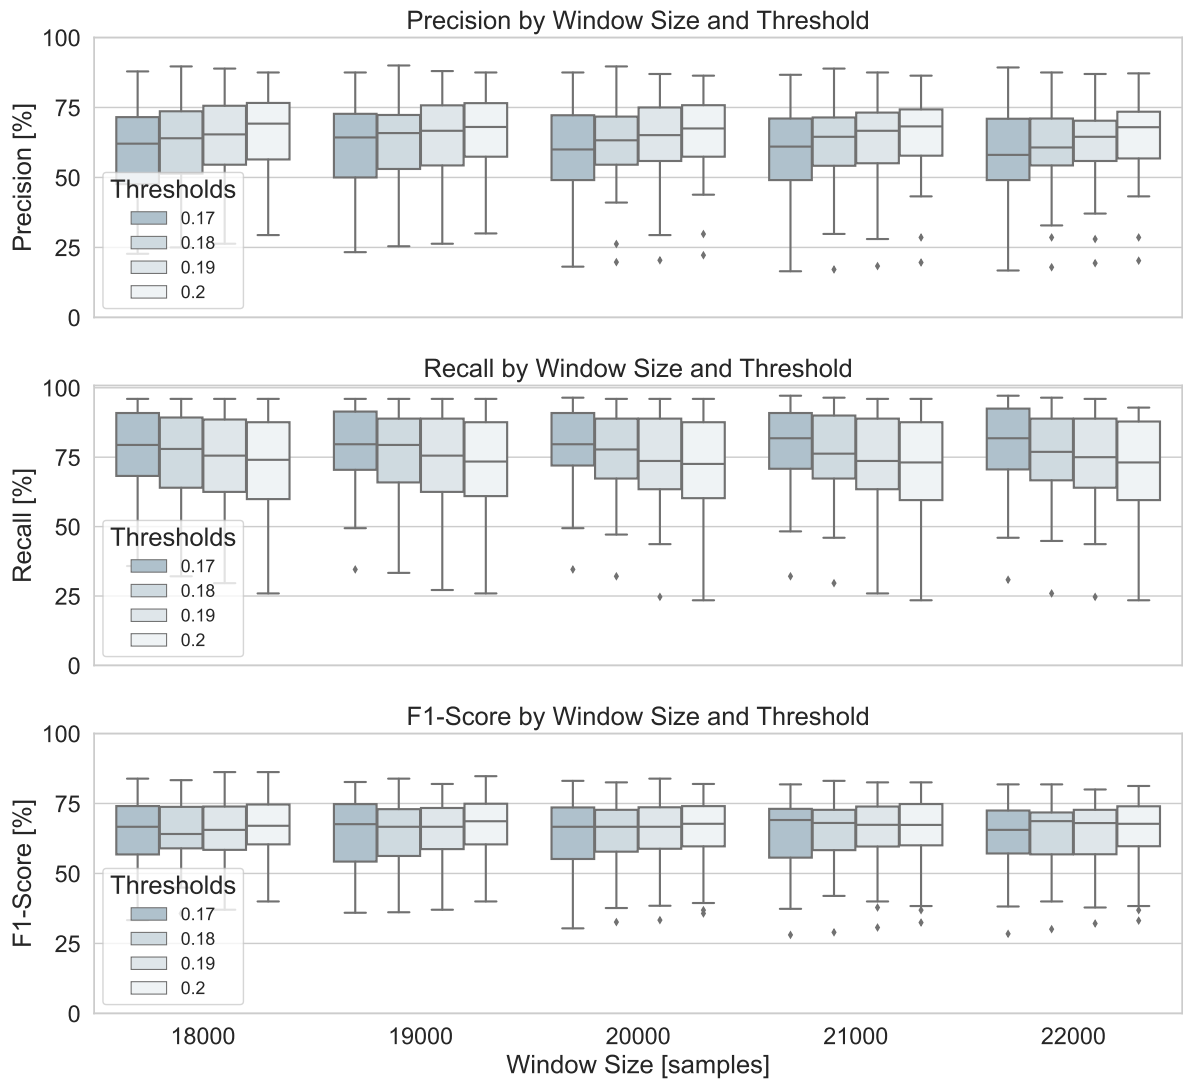 Precision by Window Size and Threshold
Precision [%]
100
75
50
25
0
Thresholds
0.17
0.18
0.19
0.2
Recall by Window Size and Threshold
Recall [%]
100
75
50
25
0
Thresholds
0.17
0.18
0.19
0.2
F1-Score by Window Size and Threshold
F1-Score [%]
100
75
50
25
0
Thresholds
0.17
0.18
0.19
0.2
18000 19000 20000 21000 22000
Window Size [samples]